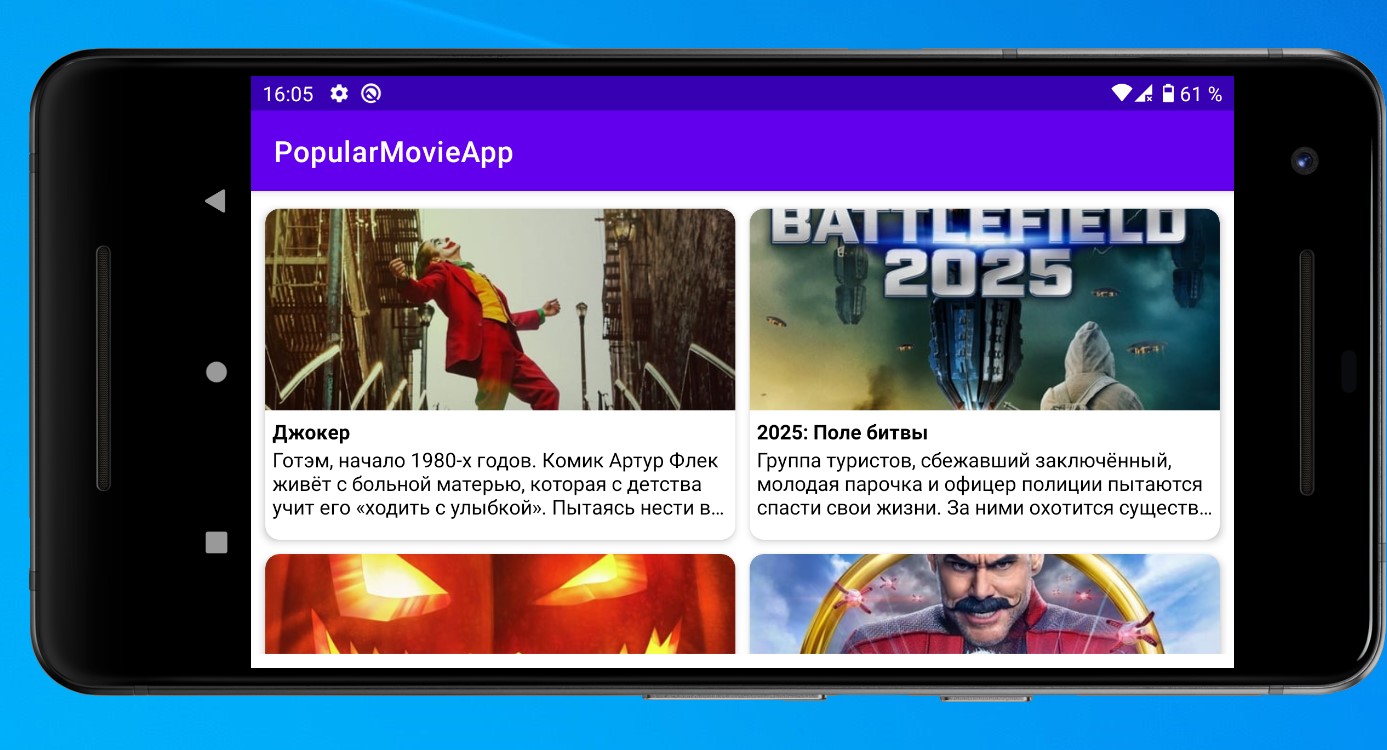 16:05
61 %
PopularMovieApp
BATTLEFIELD
2025
Джокер
Готэм, начало 1980-х годов. Комик Артур Флек
живёт с больной матерью, которая с детства
учит его «ходить с улыбкой». Пытаясь нести в…
2025: Поле битвы
Группа туристов, сбежавший заключённый,
молодая парочка и офицер полиции пытаются
спасти свои жизни. За ними охотится существ…